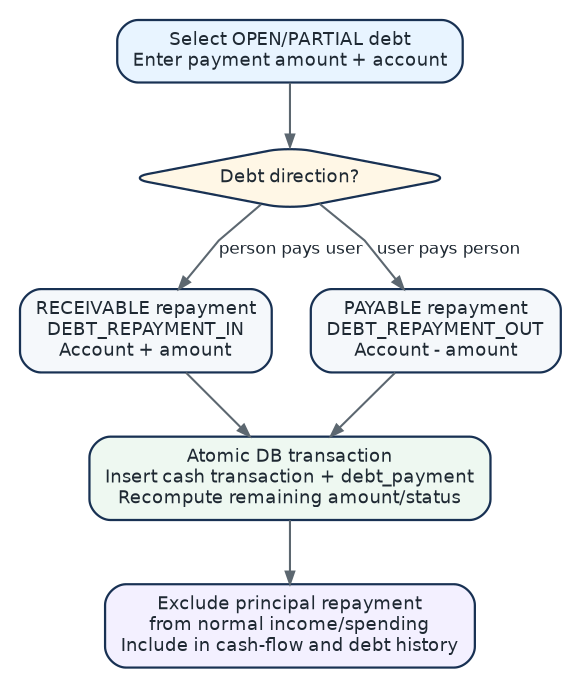 Select OPEN/PARTIAL debt
Enter payment amount + account
Debt direction?
person pays user
user pays person
RECEIVABLE repayment
DEBT_REPAYMENT_IN
Account + amount
PAYABLE repayment
DEBT_REPAYMENT_OUT
Account - amount
Atomic DB transaction
Insert cash transaction + debt_payment
Recompute remaining amount/status
Exclude principal repayment
from normal income/spending
Include in cash-flow and debt history